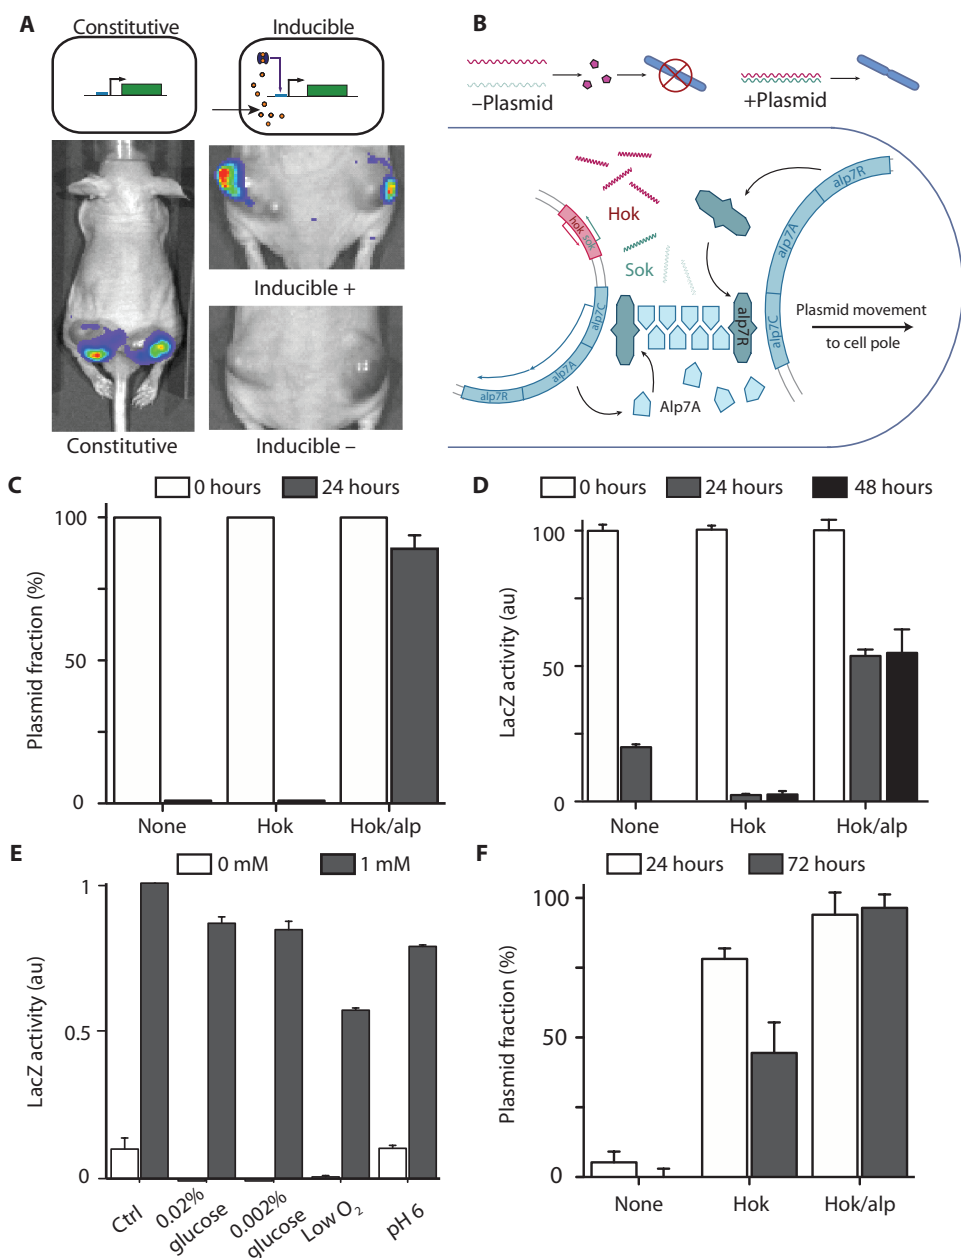 A
Constitutive
Inducible
Constitutive
Inducible +
Inducible –
B
–Plasmid
+Plasmid
hok
sok
Hok
Sok
alp7C
alp7A
alp7R
alp7R
alp7R
alp7A
alp7C
Alp7A
Plasmid movement
to cell pole
C
0 hours
24 hours
Plasmid fraction (%)
100
50
0
None
Hok
Hok/alp
D
0 hours
24 hours
48 hours
LacZ activity (au)
100
50
0
None
Hok
Hok/alp
E
0 mM
1 mM
LacZ activity (au)
1
0.5
0
Ctrl
0.02%
glucose
0.002%
glucose
Low O2
pH 6
F
24 hours
72 hours
Plasmid fraction (%)
100
50
0
None
Hok
Hok/alp